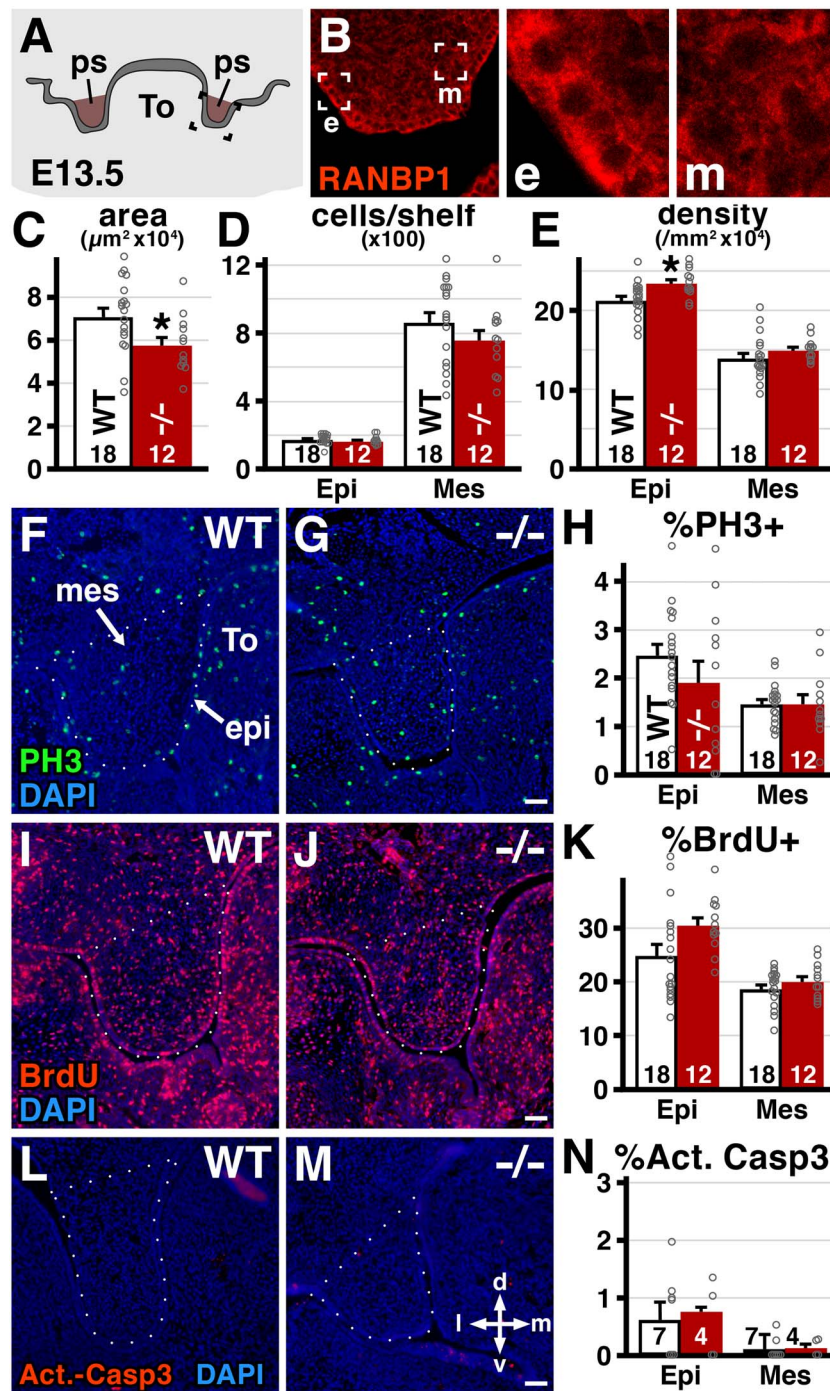 A
ps
ps
To
E13.5
B
e
m
RANBP1
e
m
C
area
(µm² x10⁴)
8
6
4
2
0
*
WT
-/-
18
12
D
cells/shelf
(x100)
12
8
4
0
WT
-/-
18
12
18
12
Epi
Mes
E
density
(/mm² x10⁴)
20
10
0
*
WT
-/-
18
12
18
12
Epi
Mes
F
WT
mes
To
epi
PH3
DAPI
G
-/-
H
%PH3+
4
3
2
1
0
WT
-/-
18
12
18
12
Epi
Mes
I
WT
BrdU
DAPI
J
-/-
K
%BrdU+
30
20
10
0
18
12
18
12
Epi
Mes
L
WT
Act.-Casp3
DAPI
M
-/-
d
l
m
v
N
%Act. Casp3
3
2
1
0
7
4
7
4
Epi
Mes